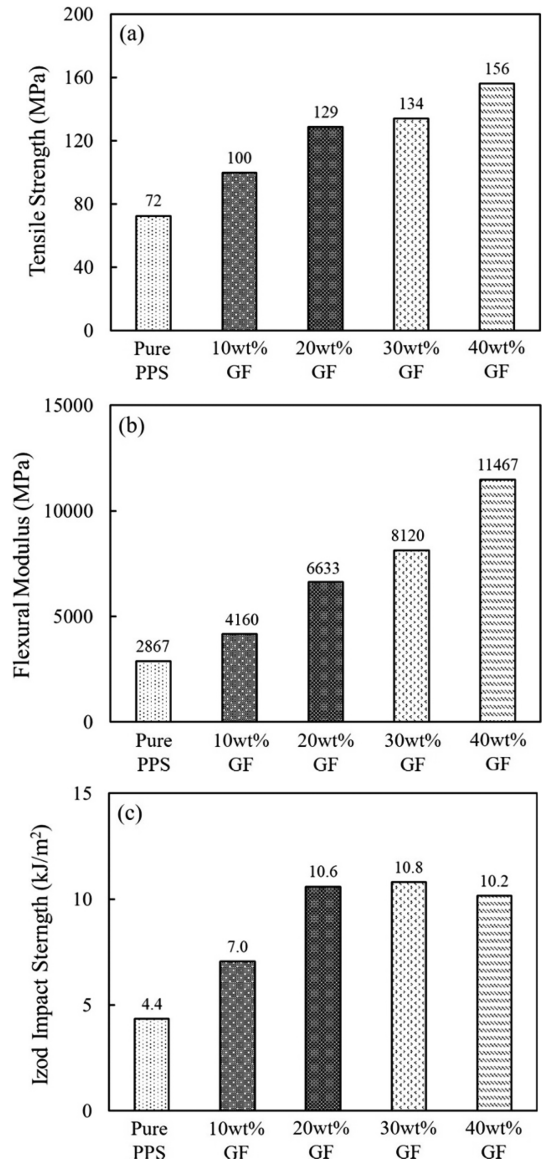 (a)
Tensile Strength (MPa)
200
160
120
80
40
0
72
100
129
134
156
Pure
PPS
10wt%
GF
20wt%
GF
30wt%
GF
40wt%
GF
(b)
Flexural Modulus (MPa)
15000
10000
5000
0
2867
4160
6633
8120
11467
Pure
PPS
10wt%
GF
20wt%
GF
30wt%
GF
40wt%
GF
(c)
Izod Impact Sterngth (kJ/m²)
15
10
5
0
4.4
7.0
10.6
10.8
10.2
Pure
PPS
10wt%
GF
20wt%
GF
30wt%
GF
40wt%
GF